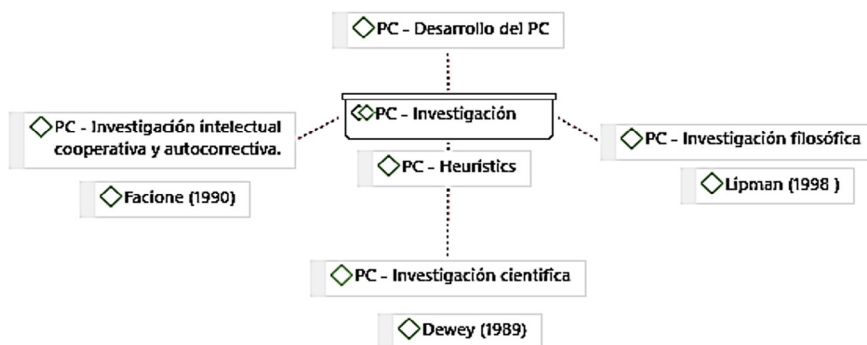 PC - Desarrollo del PC
PC - Investigación
PC - Investigación intelectual
cooperativa y autocorrectiva.
PC - Investigación filosófica
PC - Heuristics
Facione (1990)
Lipman (1998 )
PC - Investigación cientifica
Dewey (1989)